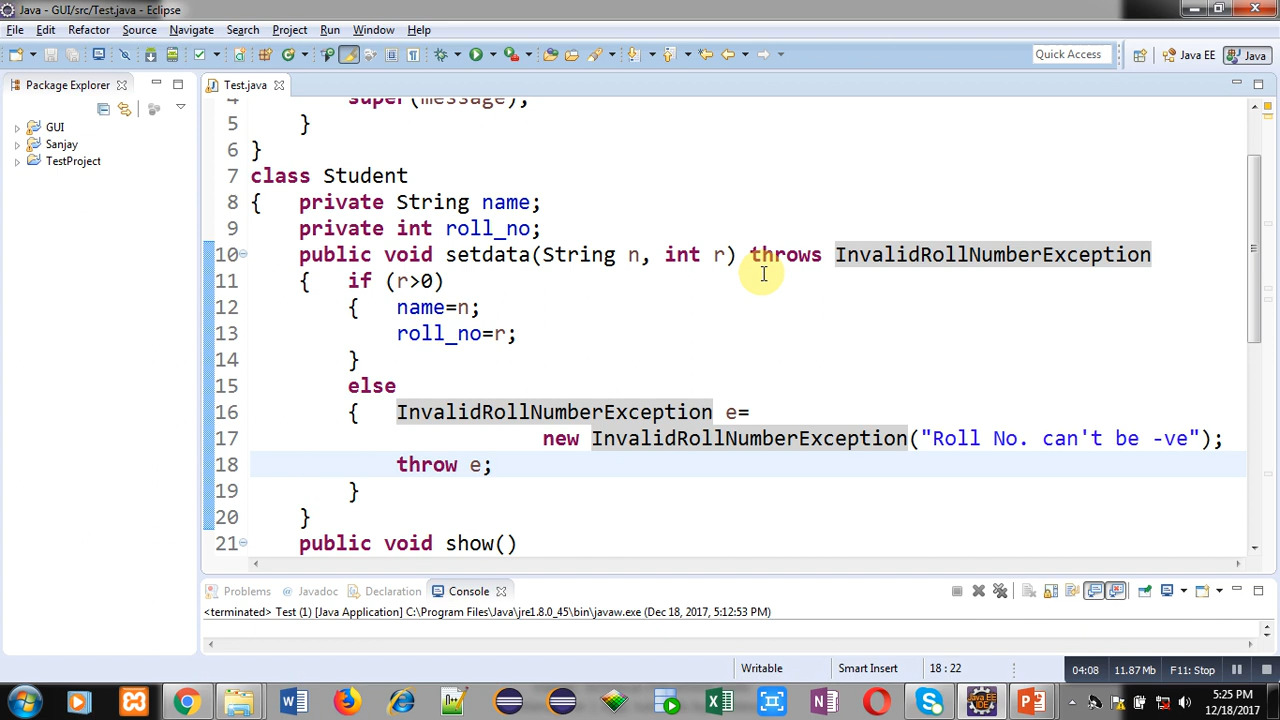 Java - GUI/src/Test.java - Eclipse
File Edit Refactor Source Navigate Search Project Run Window Help
Quick Access
Java EE
Java
Package Explorer
Test.java
GUI
Sanjay
TestProject
4 super(message);
5 }
6 }
7 class Student
8 { private String name;
9 private int roll_no;
10 public void setdata(String n, int r) throws InvalidRollNumberException
11 { if (r>0)
12 { name=n;
13 roll_no=r;
14 }
15 else
16 { InvalidRollNumberException e=
17 new InvalidRollNumberException("Roll No. can't be -ve");
18 throw e;
19 }
20 }
21 public void show()
Problems Javadoc Declaration Console
<terminated> Test (1) [Java Application] C:\Program Files\Java\jre1.8.0_45\bin\javaw.exe (Dec 18, 2017, 5:12:53 PM)
Writable Smart Insert 18 : 22
04:08 11.87 Mb F11: Stop
5:25 PM
12/18/2017